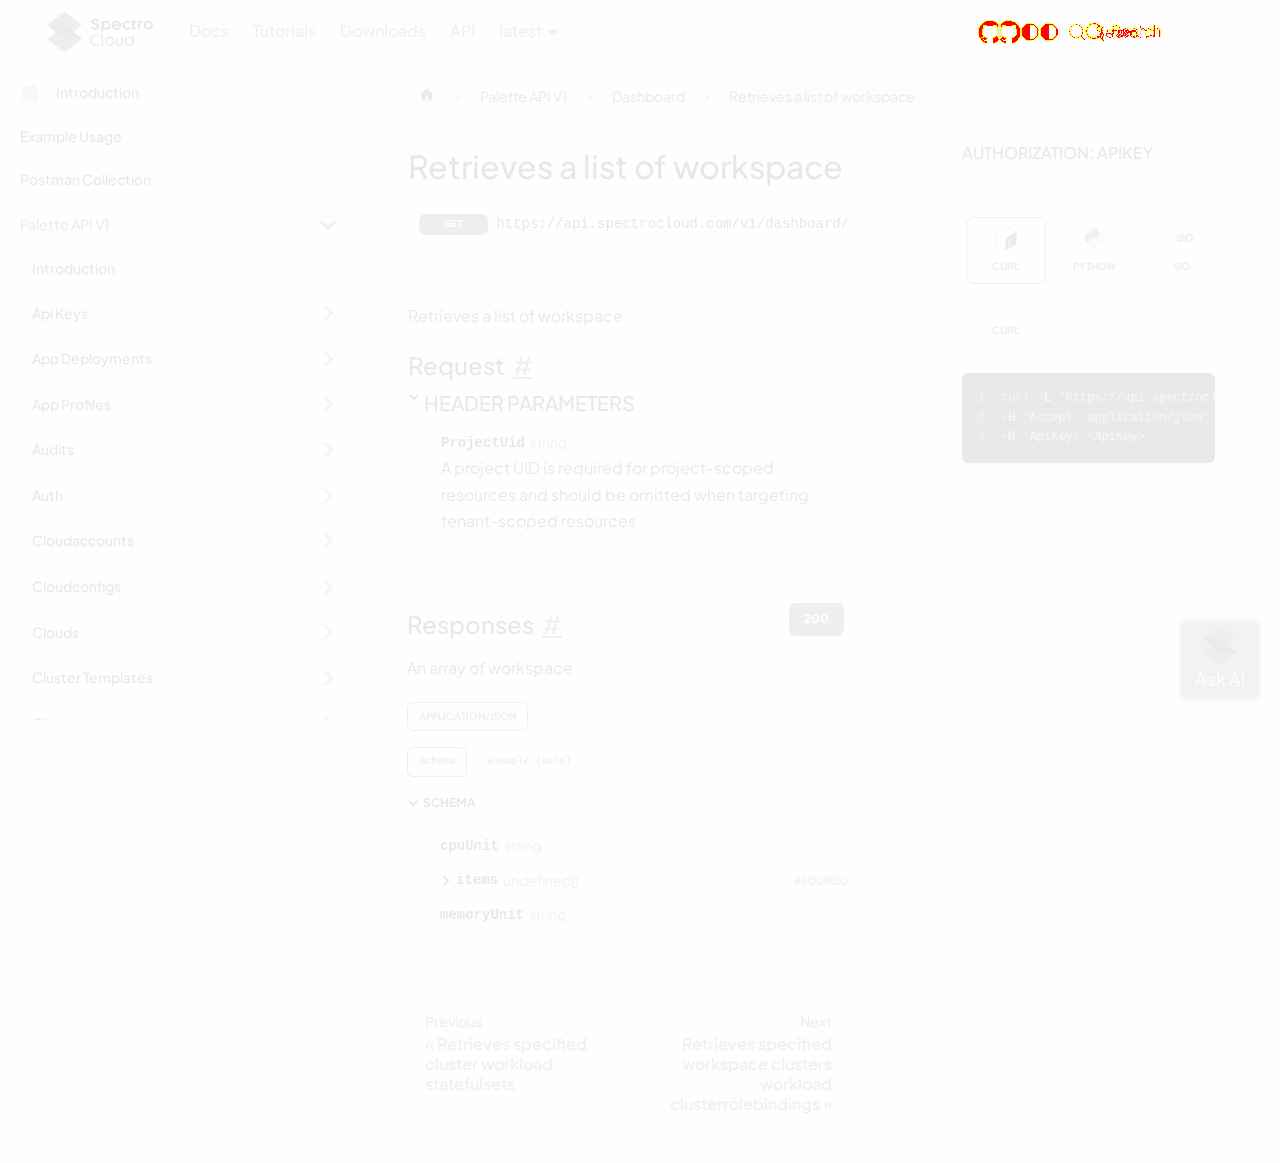 Spectro Cloud
Docs Tutorials Downloads API latest
Introduction
Example Usage
Postman Collection
Palette API V1
Introduction
Api Keys
App Deployments
App Profiles
Audits
Auth
Cloudaccounts
Cloudconfigs
Clouds
Cluster Templates
Palette API V1 Dashboard Retrieves a list of workspace
Retrieves a list of workspace
GET https://api.spectrocloud.com/v1/dashboard/
Retrieves a list of workspace
Request #
HEADER PARAMETERS
ProjectUid string
A project UID is required for project-scoped
resources and should be omitted when targeting
tenant-scoped resources
Responses #
200
An array of workspace
APPLICATION/JSON
Schema Example (auto)
SCHEMA
cpuUnit string
items undefined[] REQUIRED
memoryUnit string
Previous
« Retrieves specified
cluster workload
statefulsets
Next
Retrieves specified
workspace clusters
workload
clusterrolebindings »
AUTHORIZATION: APIKEY
CURL PYTHON GO
CURL
1 curl -L 'https://api.spectrocl
2 -H 'Accept: application/json'
3 -H 'ApiKey: <ApiKey>'
Ask AI